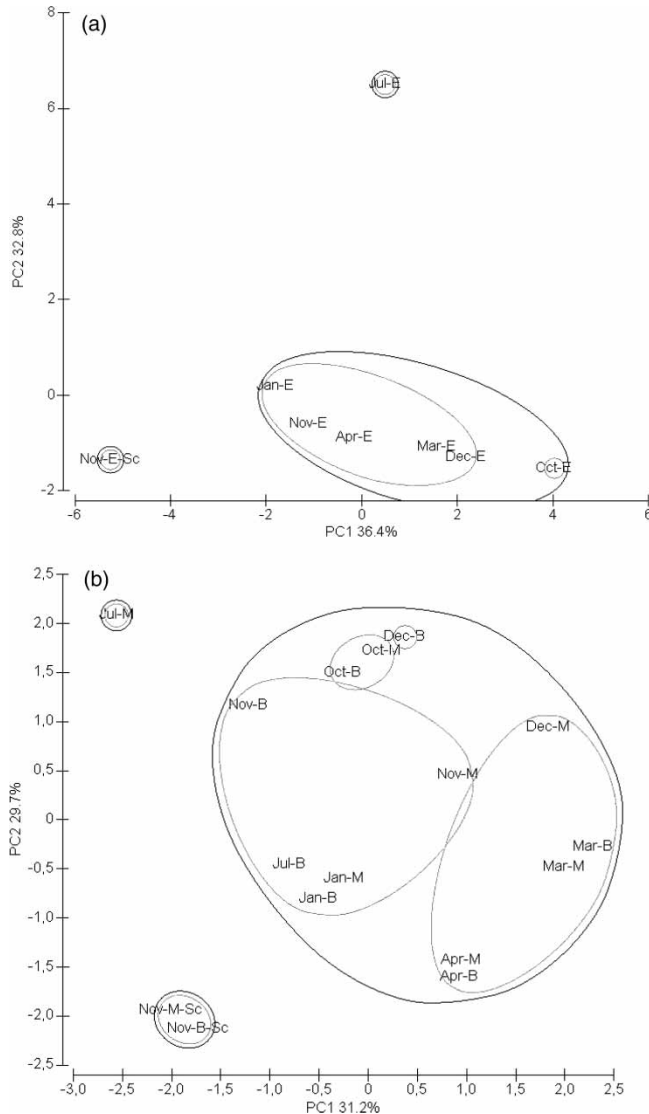 (a)
8
Jul-E
6
4
PC2 32.8%
2
Jan-E
0
Nov-E
Apr-E
Mar-E
Dec-E
Nov-E-Sc
Oct-E
-2
-6 -4 -2 0 2 4 6
PC1 36.4%
(b)
2,5
Jul-M
2,0
Dec-B
Oct-M
Oct-B
1,5
Nov-B
1,0
Dec-M
0,5
Nov-M
PC2 29.7%
0
Mar-B
Jul-B
Mar-M
-0,5
Jan-M
Jan-B
-1,0
Apr-M
-1,5
Apr-B
Nov-M-Sc
-2,0
Nov-B-Sc
-2,5
-3,0 -2,5 -2,0 -1,5 -1,0 -0,5 0 0,5 1,0 1,5 2,0 2,5
PC1 31.2%